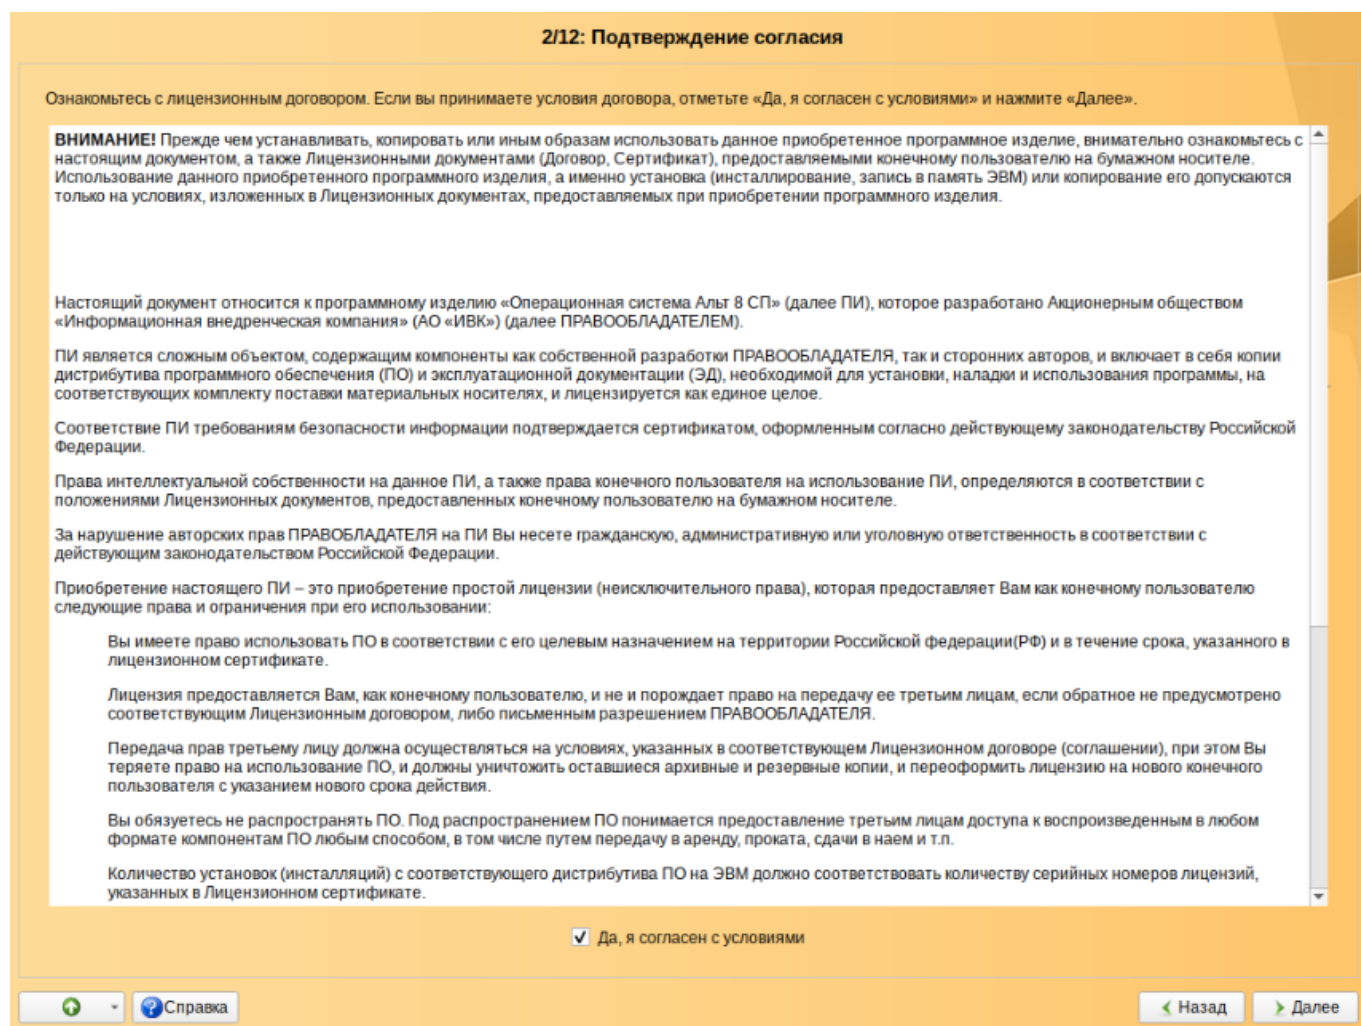 2/12: Подтверждение согласия
Ознакомьтесь с лицензионным договором. Если вы принимаете условия договора, отметьте «Да, я согласен с условиями» и нажмите «Далее».
ВНИМАНИЕ! Прежде чем устанавливать, копировать или иным образам использовать данное приобретенное программное изделие, внимательно ознакомьтесь с
настоящим документом, а также Лицензионными документами (Договор, Сертификат), предоставляемыми конечному пользователю на бумажном носителе.
Использование данного приобретенного программного изделия, а именно установка (инсталлирование, запись в память ЭВМ) или копирование его допускаются
только на условиях, изложенных в Лицензионных документах, предоставляемых при приобретении программного изделия.
Настоящий документ относится к программному изделию «Операционная система Альт 8 СП» (далее ПИ), которое разработано Акционерным обществом
«Информационная внедренческая компания» (АО «ИВК») (далее ПРАВООБЛАДАТЕЛЕМ).
ПИ является сложным объектом, содержащим компоненты как собственной разработки ПРАВООБЛАДАТЕЛЯ, так и сторонних авторов, и включает в себя копии
дистрибутива программного обеспечения (ПО) и эксплуатационной документации (ЭД), необходимой для установки, наладки и использования программы, на
соответствующих комплекту поставки материальных носителях, и лицензируется как единое целое.
Соответствие ПИ требованиям безопасности информации подтверждается сертификатом, оформленным согласно действующему законодательству Российской
Федерации.
Права интеллектуальной собственности на данное ПИ, а также права конечного пользователя на использование ПИ, определяются в соответствии с
положениями Лицензионных документов, предоставленных конечному пользователю на бумажном носителе.
За нарушение авторских прав ПРАВОБЛАДАТЕЛЯ на ПИ Вы несете гражданскую, административную или уголовную ответственность в соответствии с
действующим законодательством Российской Федерации.
Приобретение настоящего ПИ – это приобретение простой лицензии (неисключительного права), которая предоставляет Вам как конечному пользователю
следующие права и ограничения при его использовании:
Вы имеете право использовать ПО в соответствии с его целевым назначением на территории Российской федерации(РФ) и в течение срока, указанного в
лицензионном сертификате.
Лицензия предоставляется Вам, как конечному пользователю, и не и порождает право на передачу ее третьим лицам, если обратное не предусмотрено
соответствующим Лицензионным договором, либо письменным разрешением ПРАВООБЛАДАТЕЛЯ.
Передача прав третьему лицу должна осуществляться на условиях, указанных в соответствующем Лицензионном договоре (соглашении), при этом Вы
теряете право на использование ПО, и должны уничтожить оставшиеся архивные и резервные копии, и переоформить лицензию на нового конечного
пользователя с указанием нового срока действия.
Вы обязуетесь не распространять ПО. Под распространением ПО понимается предоставление третьим лицам доступа к воспроизведенным в любом
формате компонентам ПО любым способом, в том числе путем передачу в аренду, проката, сдачи в наем и т.п.
Количество установок (инсталляций) с соответствующего дистрибутива ПО на ЭВМ должно соответствовать количеству серийных номеров лицензий,
указанных в Лицензионном сертификате.
Да, я согласен с условиями
Справка
Назад
Далее